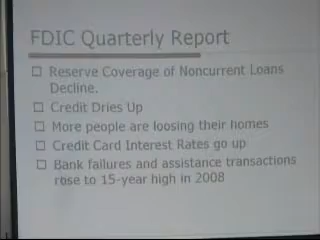 FDIC Quarterly Report
Reserve Coverage of Noncurrent Loans
Decline.
Credit Dries Up
More people are loosing their homes
Credit Card Interest Rates go up
Bank failures and assistance transactions
rose to 15-year high in 2008